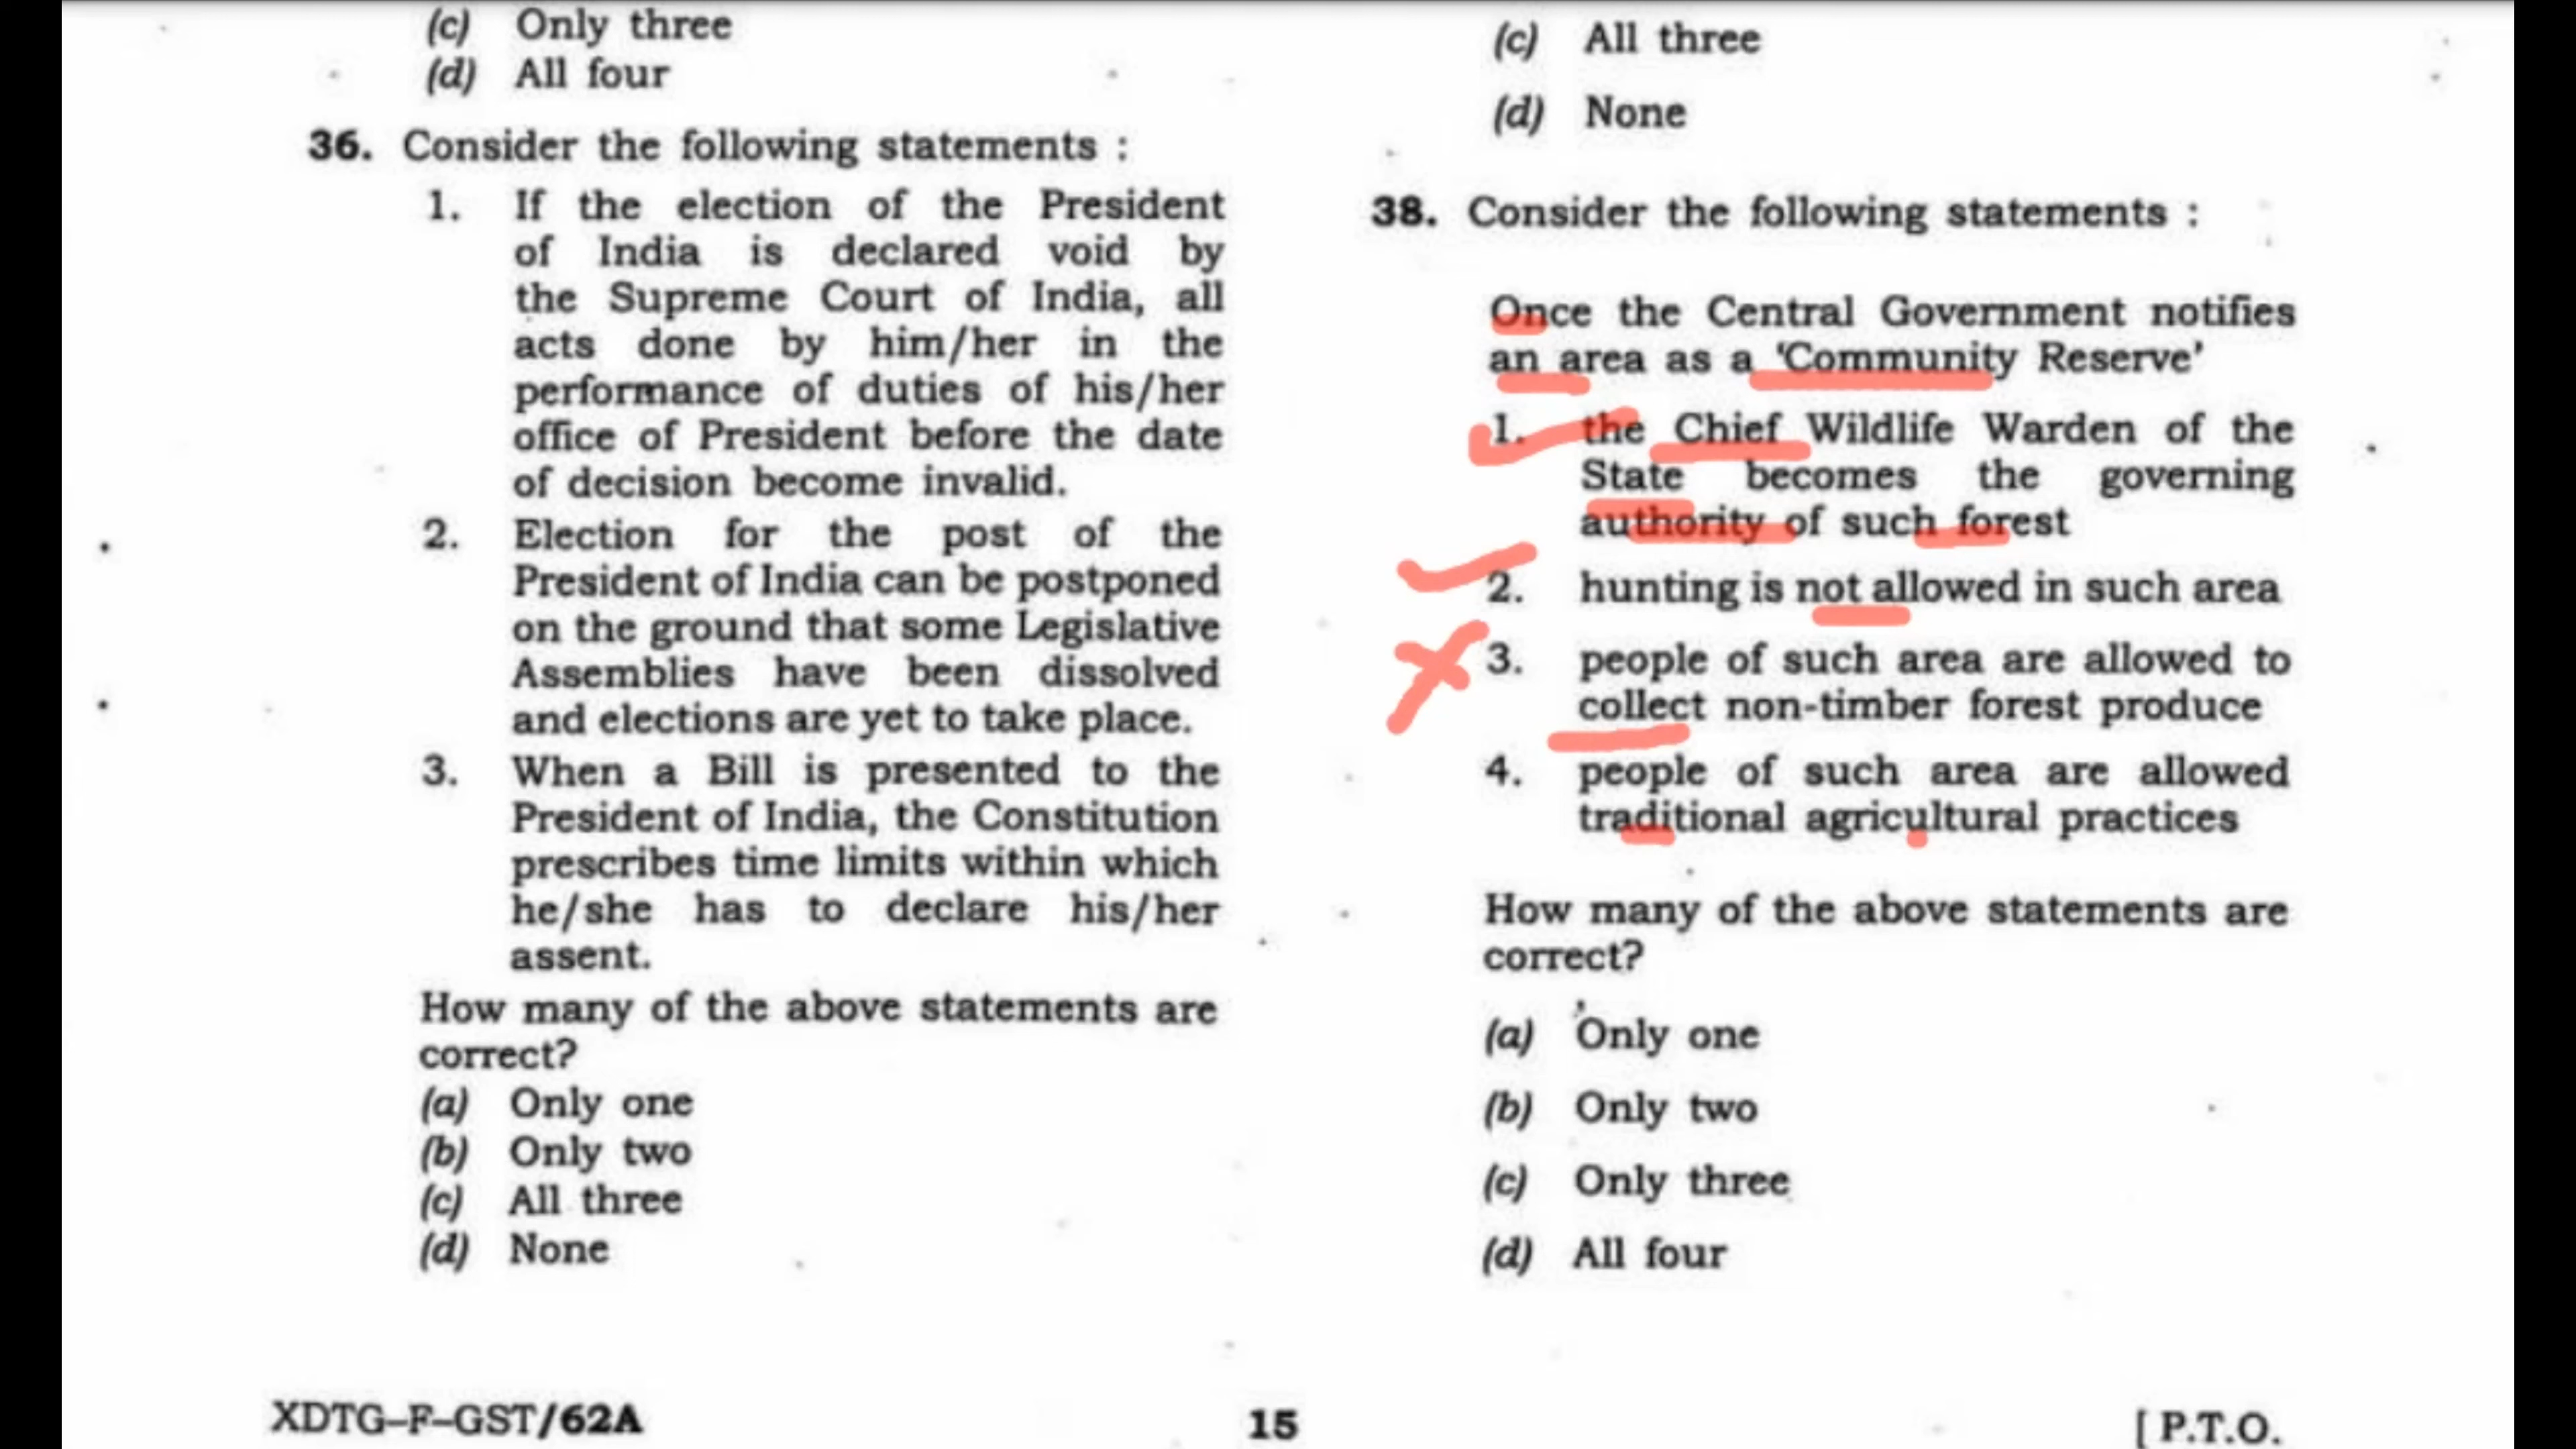 (c) Only three
(d) All four
36. Consider the following statements :
1. If the election of the President
of India is declared void by
the Supreme Court of India, all
acts done by him/her in the
performance of duties of his/her
office of President before the date
of decision become invalid.
2. Election for the post of the
President of India can be postponed
on the ground that some Legislative
Assemblies have been dissolved
and elections are yet to take place.
3. When a Bill is presented to the
President of India, the Constitution
prescribes time limits within which
he/she has to declare his/her
assent.
How many of the above statements are
correct?
(a) Only one
(b) Only two
(c) All three
(d) None
(c) All three
(d) None
38. Consider the following statements :
Once the Central Government notifies
an area as a 'Community Reserve'
1. the Chief Wildlife Warden of the
State becomes the governing
authority of such forest
2. hunting is not allowed in such area
3. people of such area are allowed to
collect non-timber forest produce
4. people of such area are allowed
traditional agricultural practices
How many of the above statements are
correct?
(a) Only one
(b) Only two
(c) Only three
(d) All four
XDTG–F–GST/62A
15
[ P.T.O.